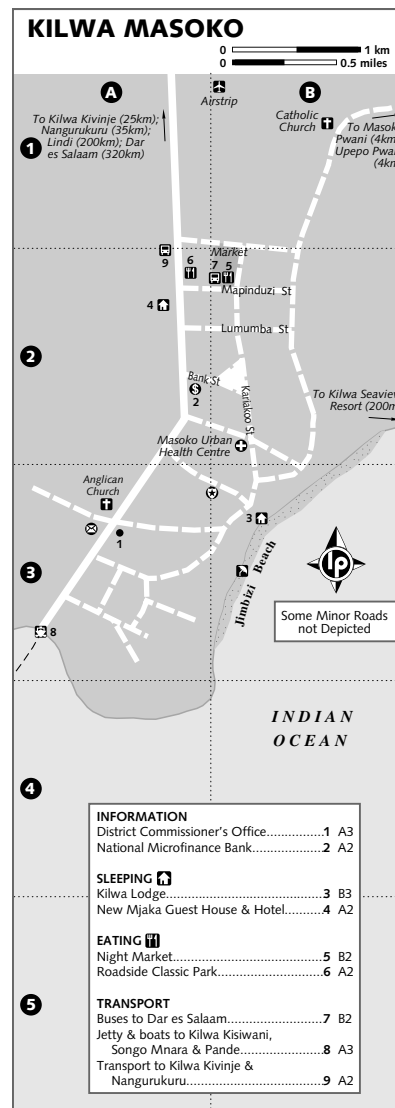 KILWA MASOKO
0 1 km
0 0.5 miles
A
B
Airstrip
Catholic
Church
To Kilwa Kivinje (25km);
Nangurukuru (35km);
Lindi (200km); Dar
es Salaam (320km)
To Masoko
Pwani (4km)
Upepo Pwani
(4km)
1
Market
9
6
7
5
Mapinduzi St
4
Lumumba St
2
Bank St
2
Kariakoo St
To Kilwa Seaview
Resort (200m)
Masoko Urban
Health Centre
Anglican
Church
3
1
3
lp
Jimbizi Beach
Some Minor Roads
not Depicted
8
INDIAN
OCEAN
4
INFORMATION
District Commissioner's Office................1 A3
National Microfinance Bank....................2 A2
SLEEPING
Kilwa Lodge........................................3 B3
New Mjaka Guest House & Hotel..........4 A2
EATING
Night Market......................................5 B2
Roadside Classic Park..........................6 A2
5
TRANSPORT
Buses to Dar es Salaam.........................7 B2
Jetty & boats to Kilwa Kisiwani,
Songo Mnara & Pande......................8 A3
Transport to Kilwa Kivinje &
Nangurukuru...................................9 A2